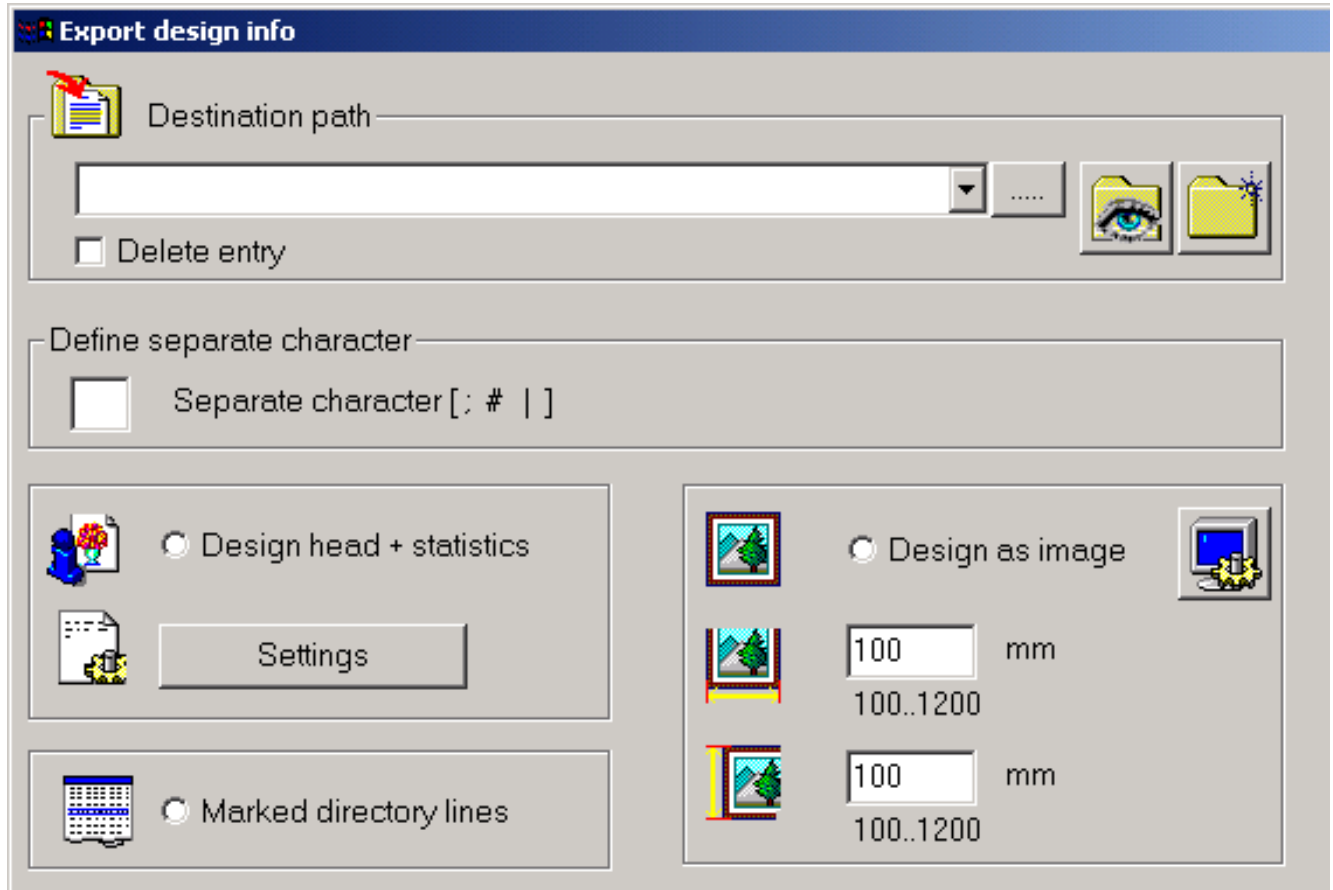 Export design info
Destination path
.....
Delete entry
Define separate character
Separate character [ ; # | ]
Design head + statistics
Settings
Marked directory lines
Design as image
100 mm
100..1200
100 mm
100..1200